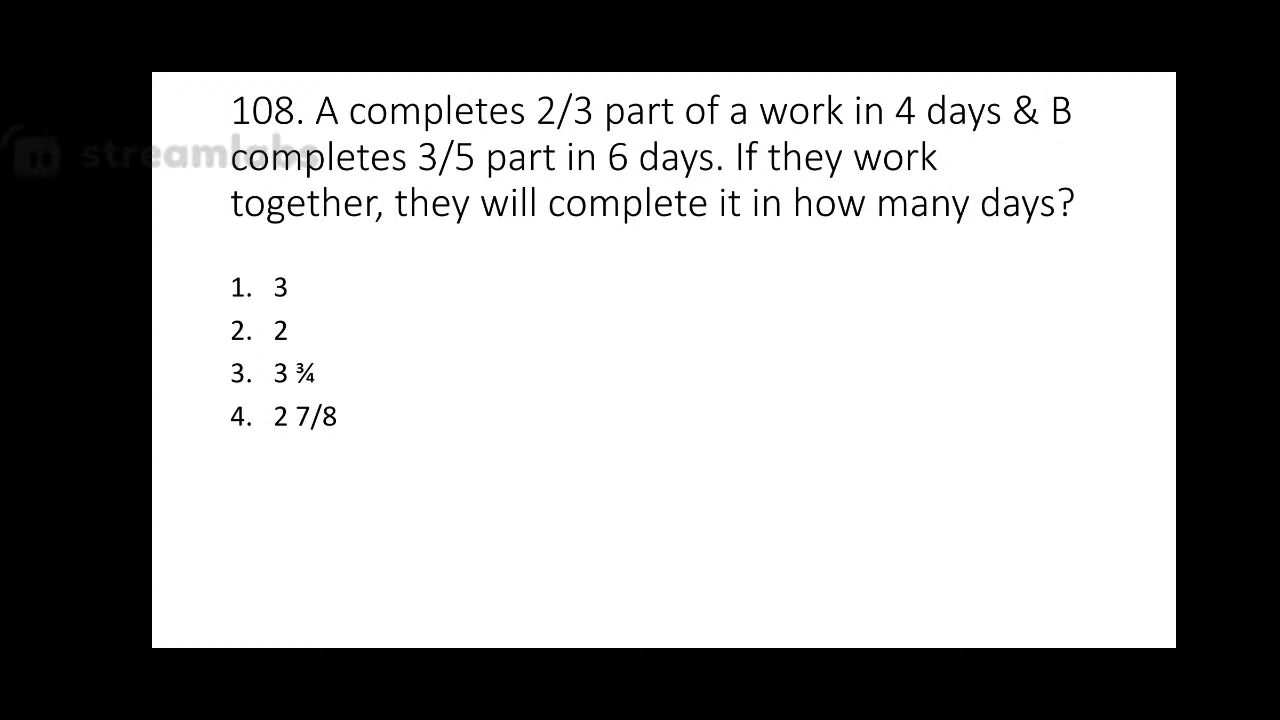 108. A completes 2/3 part of a work in 4 days & B
streamlabs
completes 3/5 part in 6 days. If they work
together, they will complete it in how many days?
1. 3
2. 2
3. 3 ¾
4. 2 7/8